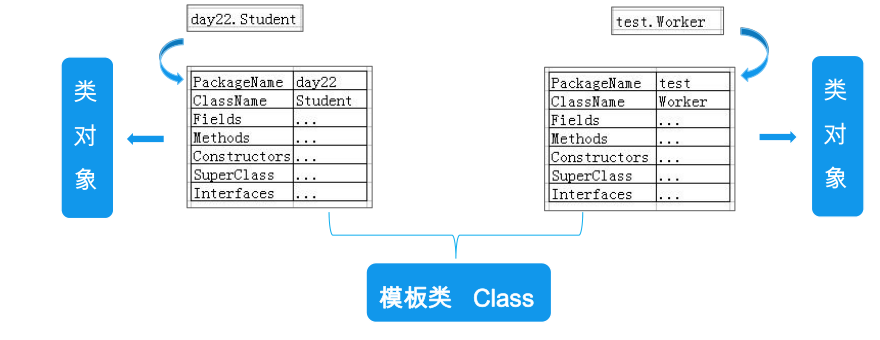 day22.Student
test.Worker
类对象
PackageName day22
ClassName Student
Fields ...
Methods ...
Constructors ...
SuperClass ...
Interfaces ...
PackageName test
ClassName Worker
Fields ...
Methods ...
Constructors ...
SuperClass ...
Interfaces ...
类对象
模板类 Class